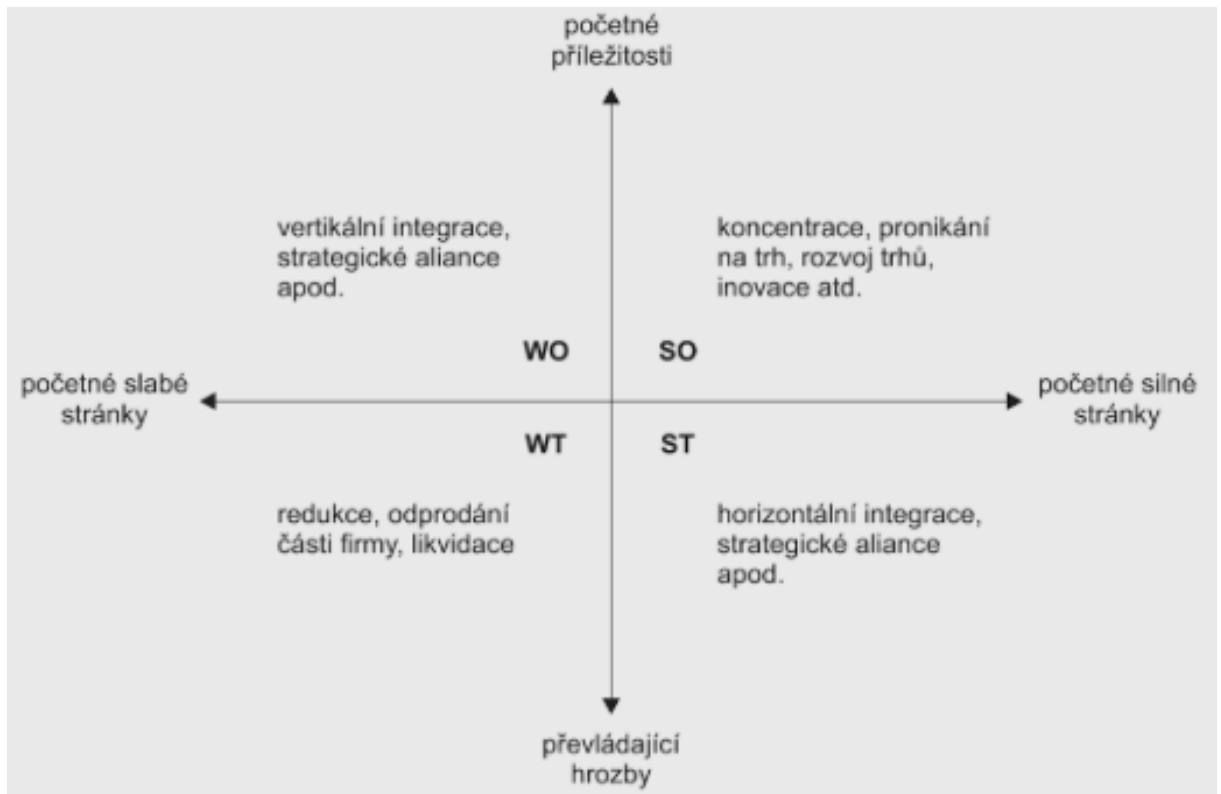 početné
příležitosti
vertikální integrace,
strategické aliance
apod.
koncentrace, pronikání
na trh, rozvoj trhů,
inovace atd.
WO
SO
početné slabé
stránky
početné silné
stránky
WT
ST
redukce, odprodání
části firmy, likvidace
horizontální integrace,
strategické aliance
apod.
převládající
hrozby